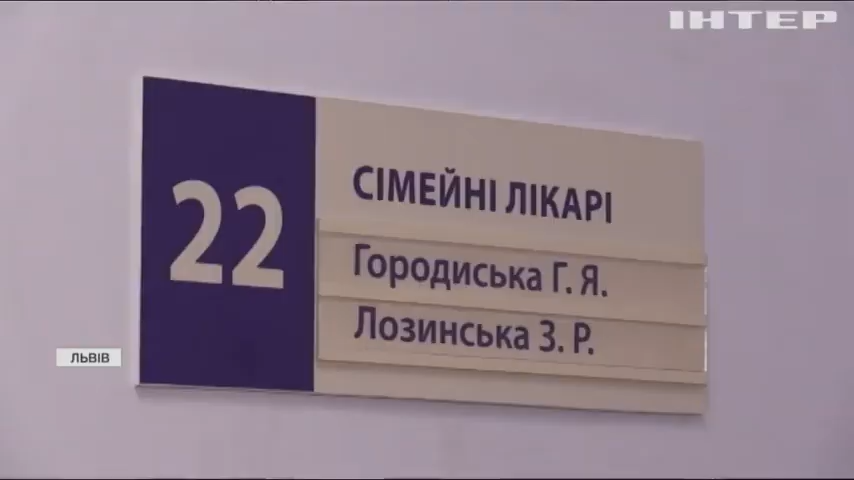 ІНТЕР
22
СІМЕЙНІ ЛІКАРІ
Городиська Г. Я.
Лозинська З. Р.
ЛЬВІВ